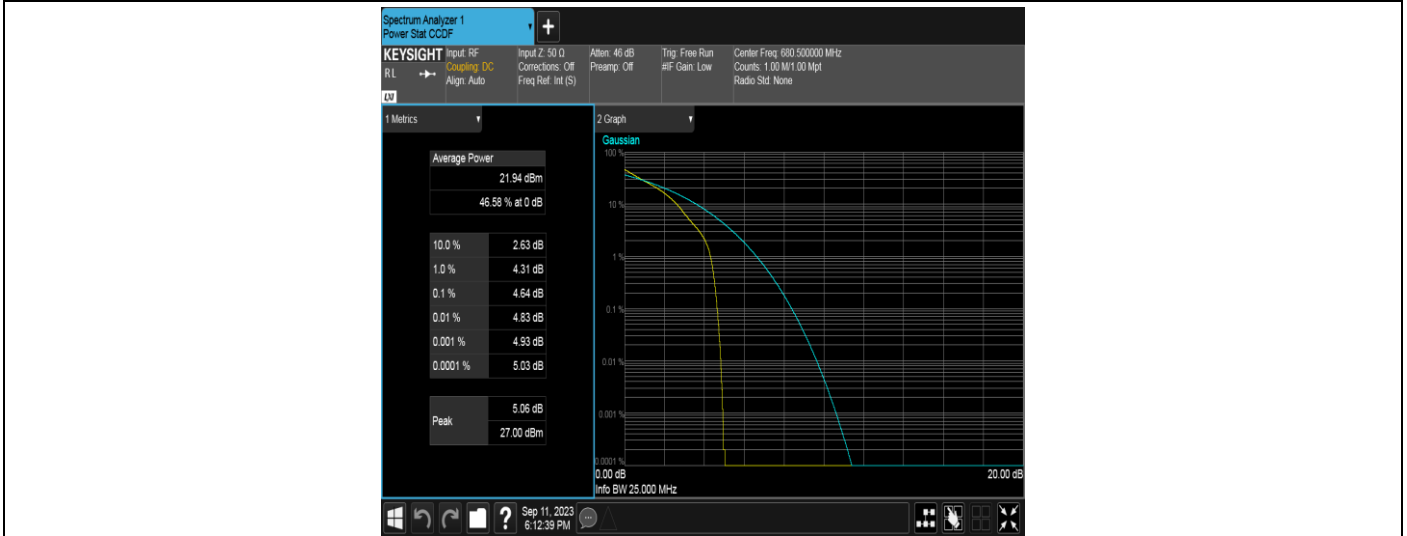 Spectrum Analyzer 1
Power Stat CCDF
+
KEYSIGHT
RL
LXI
Input: RF
Coupling: DC
Align: Auto
Input Z: 50 Ω
Corrections: Off
Freq Ref: Int (S)
Atten: 46 dB
Preamp: Off
Trig: Free Run
#IF Gain: Low
Center Freq: 680.500000 MHz
Counts: 1.00 M/1.00 Mpt
Radio Std: None
1 Metrics
Average Power
21.94 dBm
46.58 % at 0 dB
10.0 % 2.63 dB
1.0 % 4.31 dB
0.1 % 4.64 dB
0.01 % 4.83 dB
0.001 % 4.93 dB
0.0001 % 5.03 dB
Peak
5.06 dB
27.00 dBm
2 Graph
Gaussian
100 %
10 %
1 %
0.1 %
0.01 %
0.001 %
0.0001 %
0.00 dB
20.00 dB
Info BW 25.000 MHz
?
Sep 11, 2023
6:12:39 PM